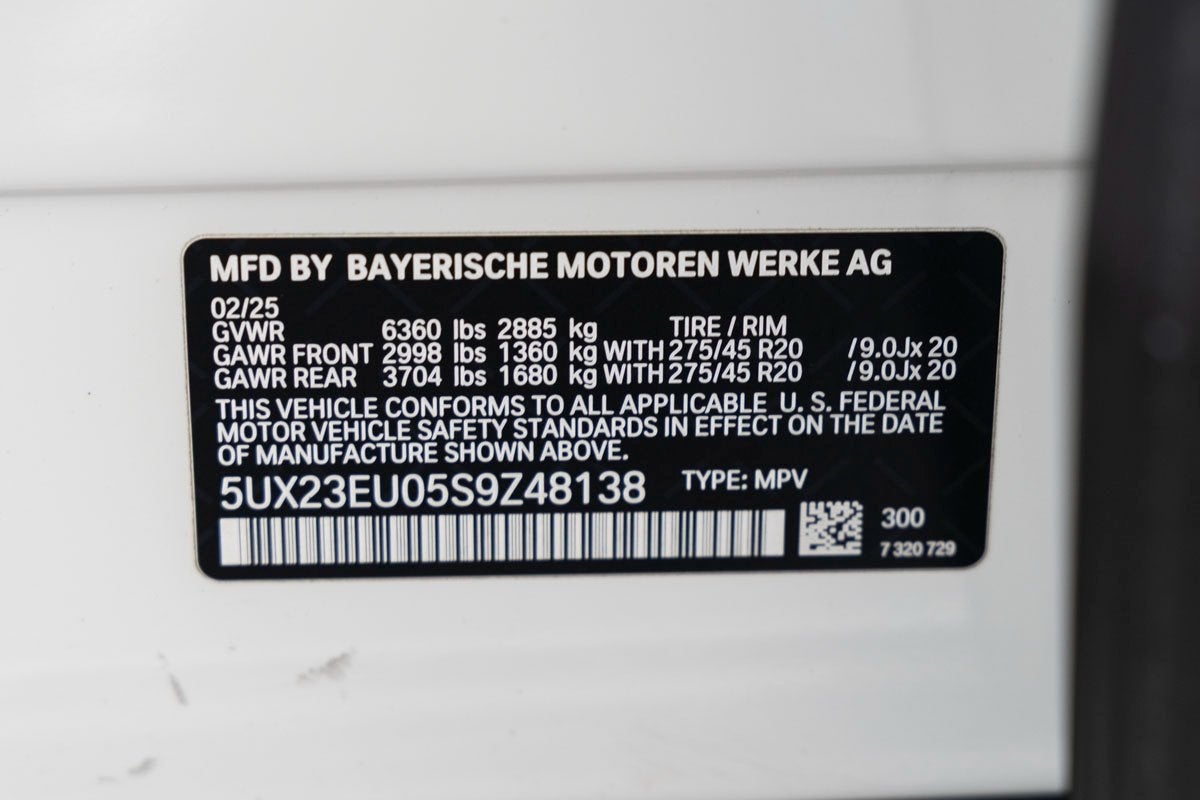 MFD BY BAYERISCHE MOTOREN WERKE AG
02/25
GVWR 6360 lbs 2885 kg TIRE / RIM
GAWR FRONT 2998 lbs 1360 kg WITH 275/45 R20 /9.0Jx 20
GAWR REAR 3704 lbs 1680 kg WITH 275/45 R20 /9.0Jx 20
THIS VEHICLE CONFORMS TO ALL APPLICABLE U. S. FEDERAL
MOTOR VEHICLE SAFETY STANDARDS IN EFFECT ON THE DATE
OF MANUFACTURE SHOWN ABOVE.
5UX23EU05S9Z48138 TYPE: MPV
300
7 320 729